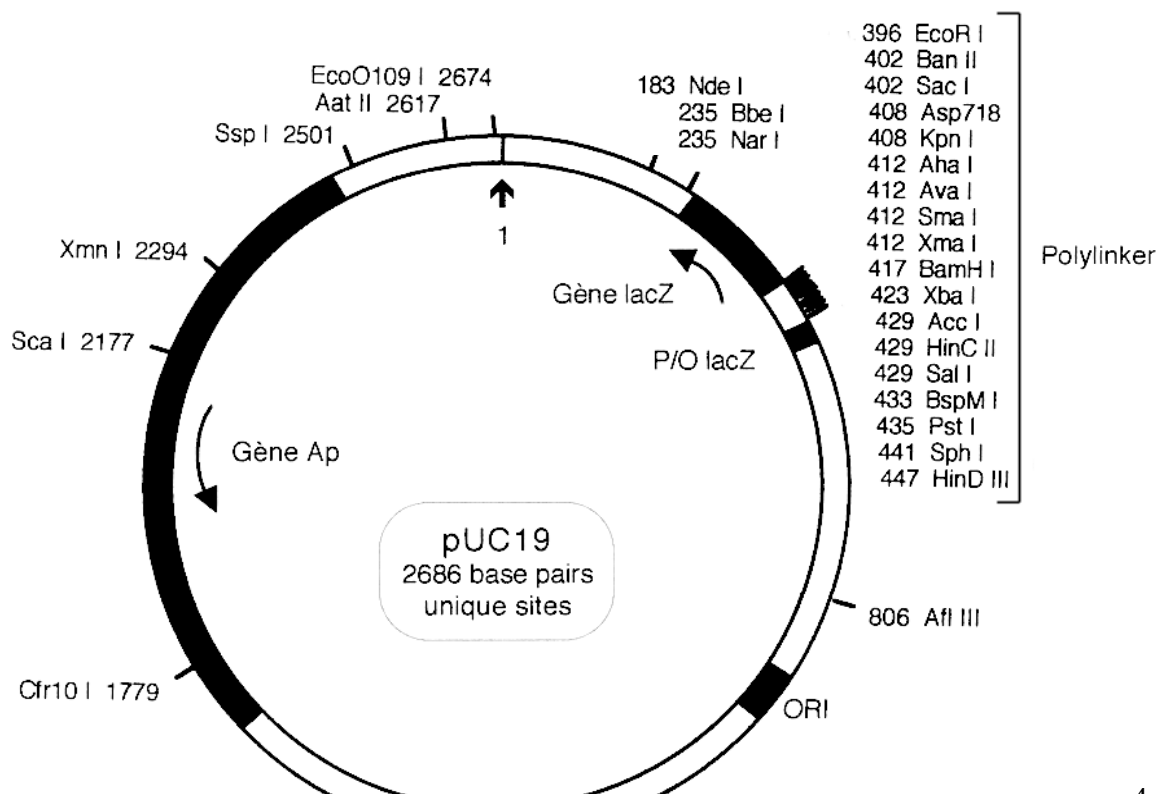 EcoO109 I 2674
Aat II 2617
Ssp I 2501
Xmn I 2294
Sca I 2177
Cfr10 I 1779
183 Nde I
235 Bbe I
235 Nar I
1
Gène lacZ
P/O lacZ
Gène Ap
pUC19
2686 base pairs
unique sites
396 EcoR I
402 Ban II
402 Sac I
408 Asp718
408 Kpn I
412 Aha I
412 Ava I
412 Sma I
412 Xma I
417 BamH I
423 Xba I
429 Acc I
429 HinC II
429 Sal I
433 BspM I
435 Pst I
441 Sph I
447 HinD III
Polylinker
806 Afl III
ORI